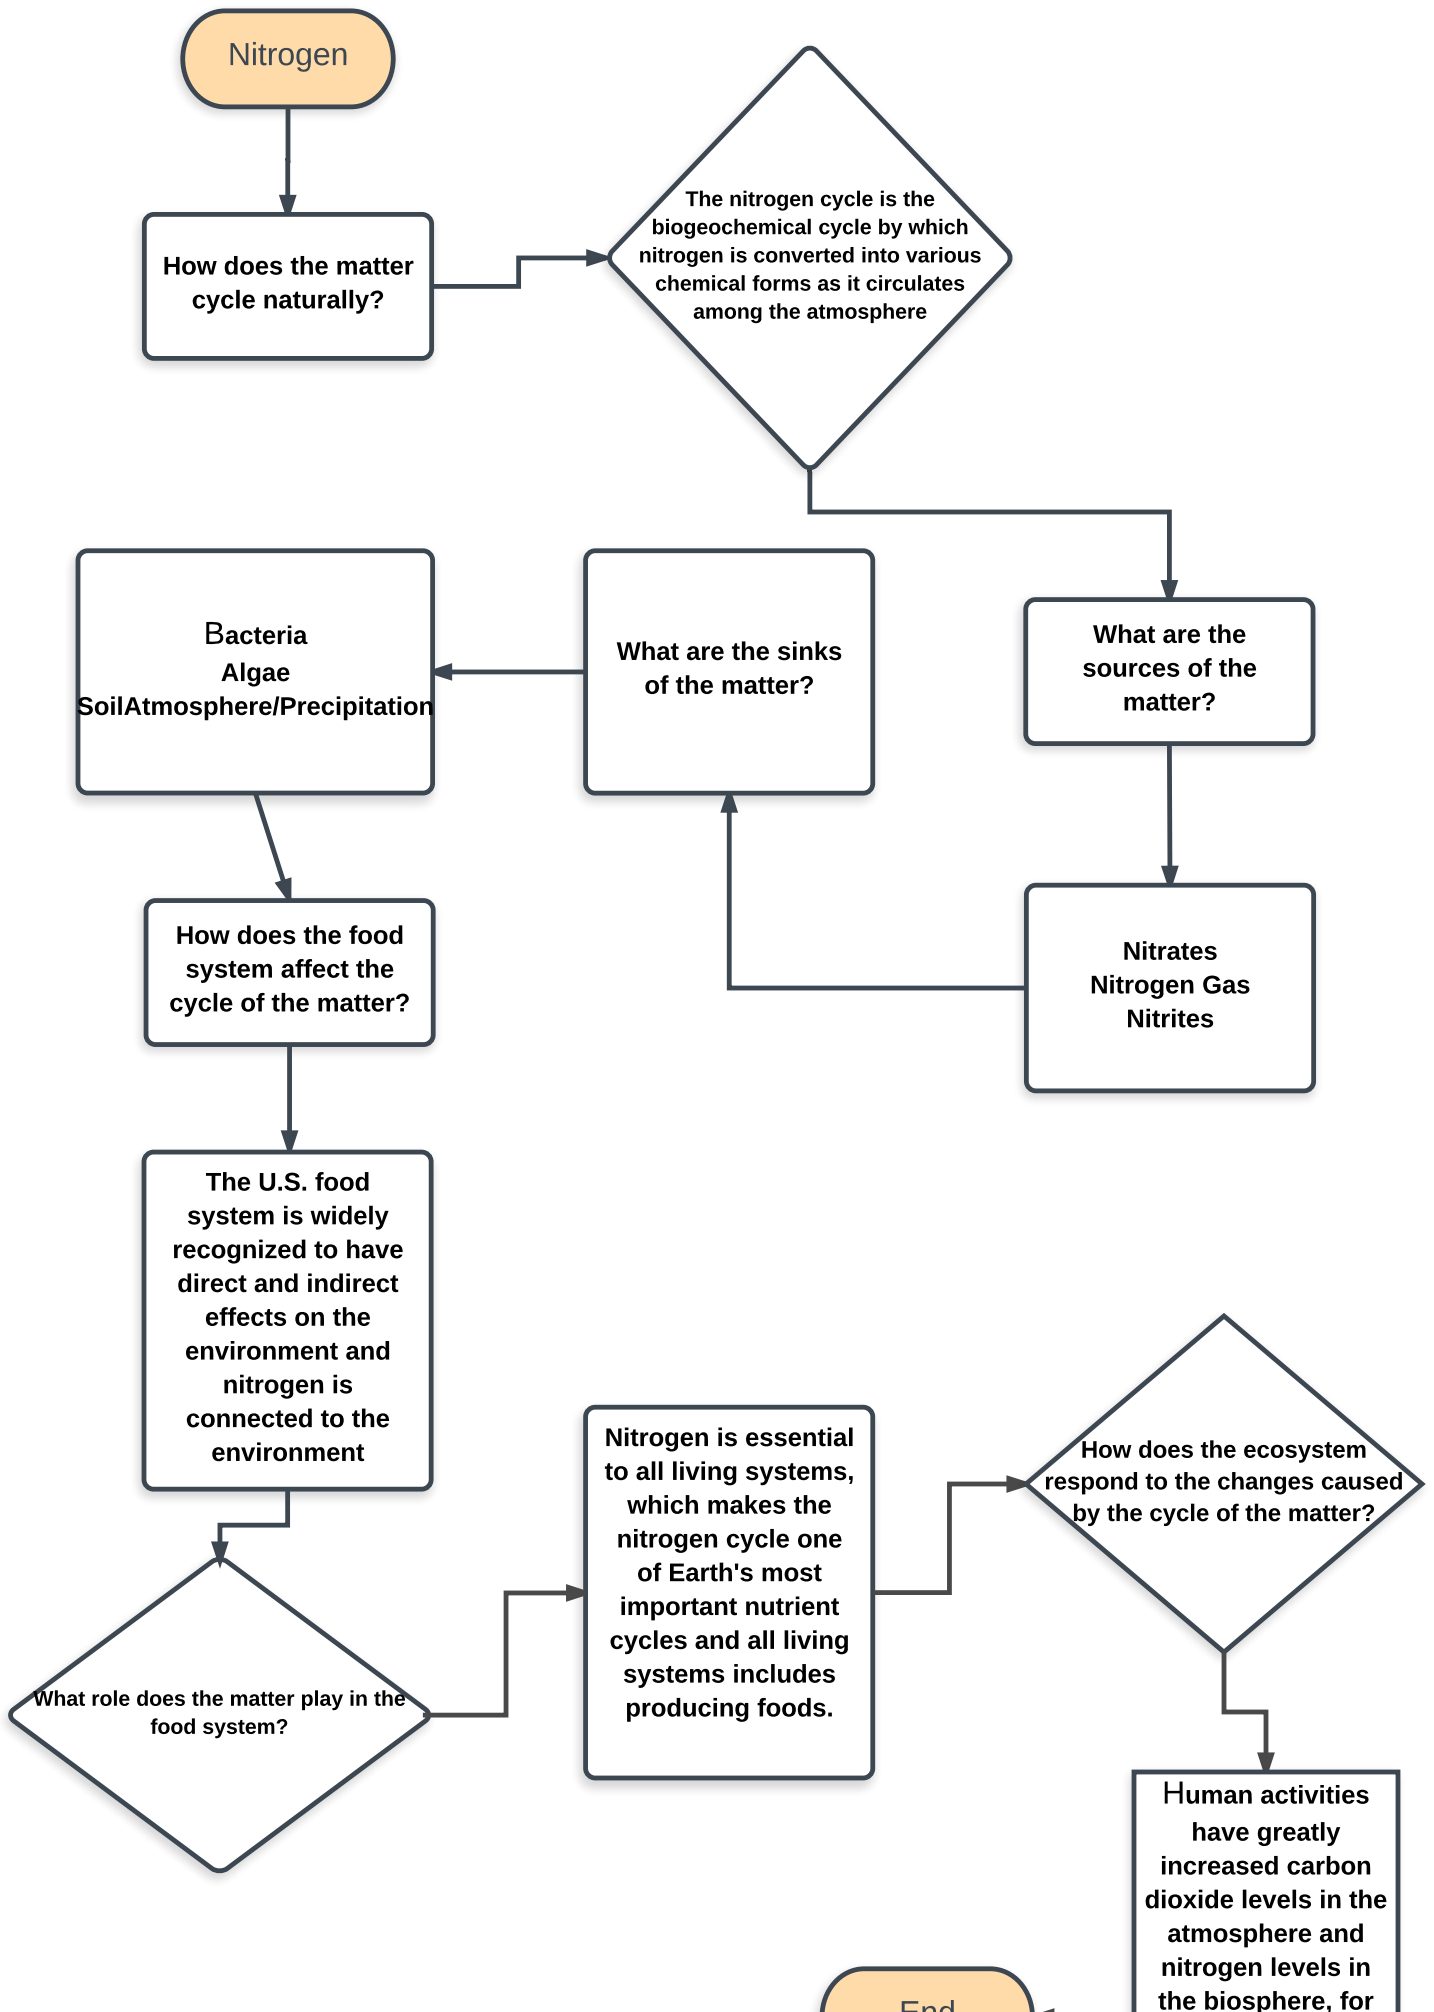 Nitrogen
How does the matter
cycle naturally?
The nitrogen cycle is the
biogeochemical cycle by which
nitrogen is converted into various
chemical forms as it circulates
among the atmosphere
What are the
sources of the
matter?
Nitrates
Nitrogen Gas
Nitrites
What are the sinks
of the matter?
Bacteria
Algae
SoilAtmosphere/Precipitation
How does the food
system affect the
cycle of the matter?
The U.S. food
system is widely
recognized to have
direct and indirect
effects on the
environment and
nitrogen is
connected to the
environment
What role does the matter play in the
food system?
Nitrogen is essential
to all living systems,
which makes the
nitrogen cycle one
of Earth's most
important nutrient
cycles and all living
systems includes
producing foods.
How does the ecosystem
respond to the changes caused
by the cycle of the matter?
Human activities
have greatly
increased carbon
dioxide levels in the
atmosphere and
nitrogen levels in
the biosphere, for
End